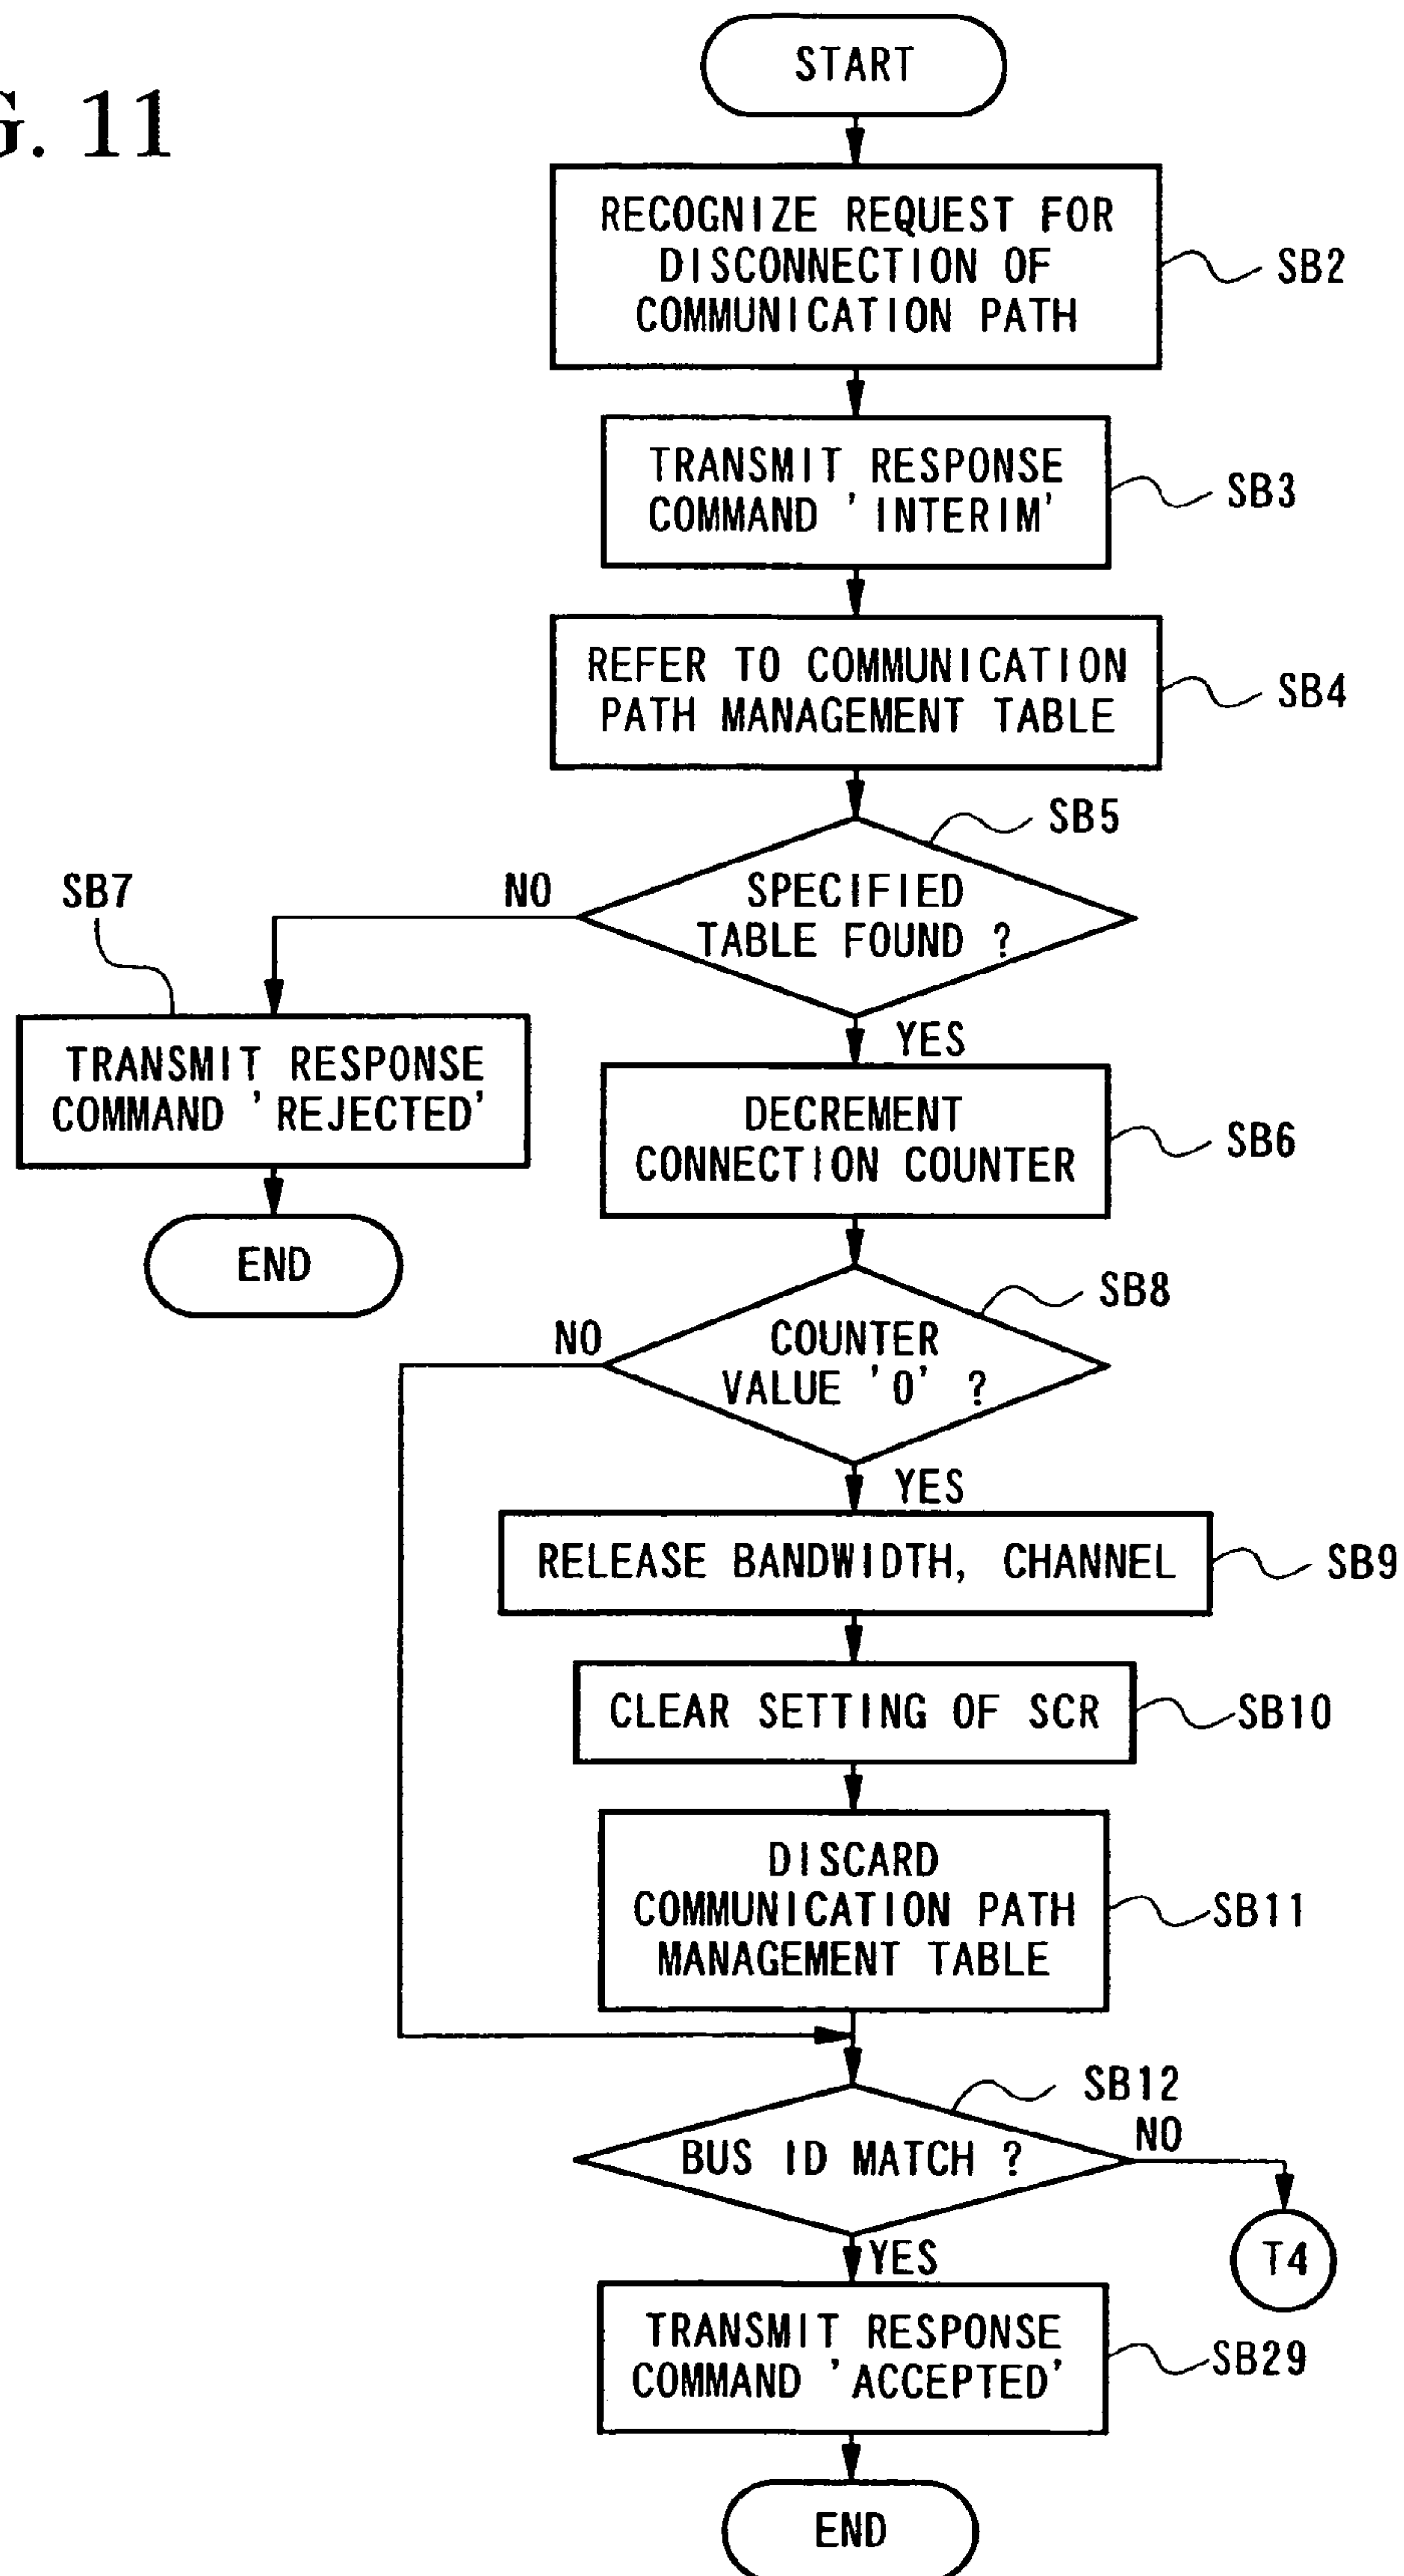 G. 11
START
RECOGNIZE REQUEST FOR
DISCONNECTION OF
COMMUNICATION PATH
SB2
TRANSMIT RESPONSE
COMMAND 'INTERIM'
SB3
REFER TO COMMUNICATION
PATH MANAGEMENT TABLE
SB4
SB5
SPECIFIED
TABLE FOUND ?
NO
SB7
YES
TRANSMIT RESPONSE
COMMAND 'REJECTED'
END
DECREMENT
CONNECTION COUNTER
SB6
SB8
NO
COUNTER
VALUE '0' ?
YES
RELEASE BANDWIDTH, CHANNEL
SB9
CLEAR SETTING OF SCR
SB10
DISCARD
COMMUNICATION PATH
MANAGEMENT TABLE
SB11
SB12
BUS ID MATCH ?
NO
T4
YES
TRANSMIT RESPONSE
COMMAND 'ACCEPTED'
SB29
END